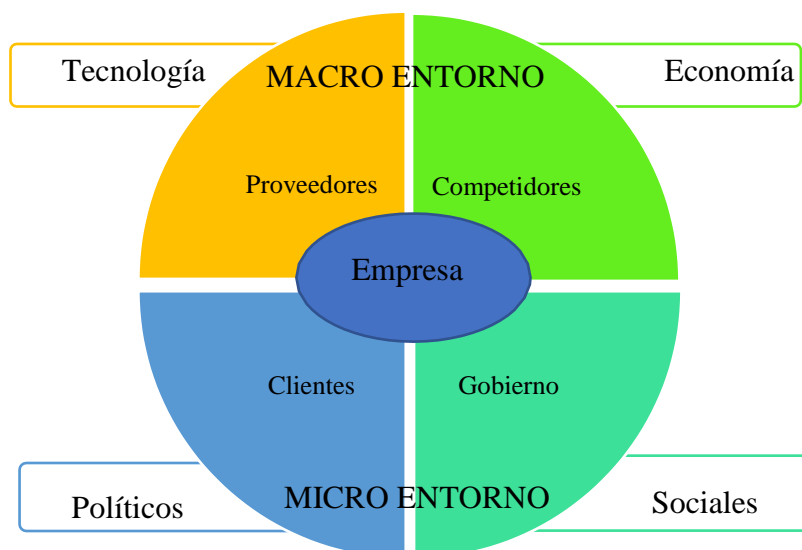 Tecnología
MACRO ENTORNO
Economía
Proveedores
Competidores
Empresa
Clientes
Gobierno
Políticos
MICRO ENTORNO
Sociales